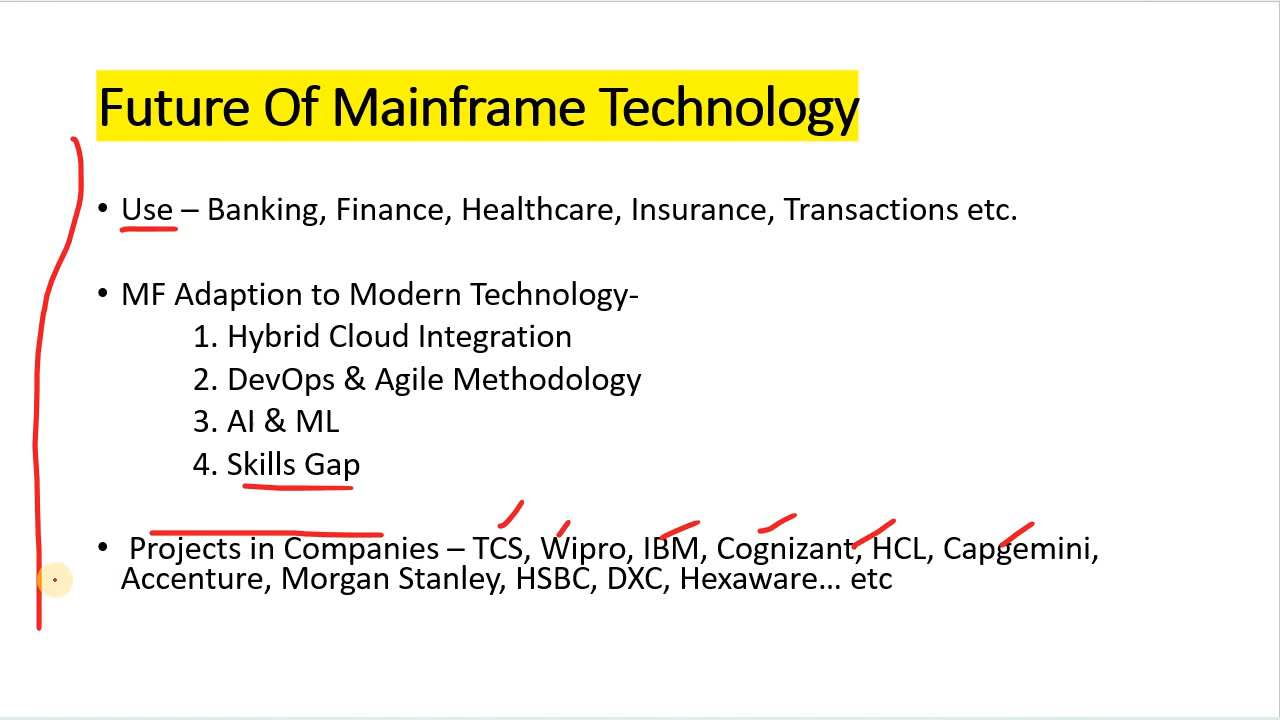 Future Of Mainframe Technology
• Use – Banking, Finance, Healthcare, Insurance, Transactions etc.
• MF Adaption to Modern Technology-
1. Hybrid Cloud Integration
2. DevOps & Agile Methodology
3. AI & ML
4. Skills Gap
• Projects in Companies – TCS, Wipro, IBM, Cognizant, HCL, Capgemini,
Accenture, Morgan Stanley, HSBC, DXC, Hexaware... etc